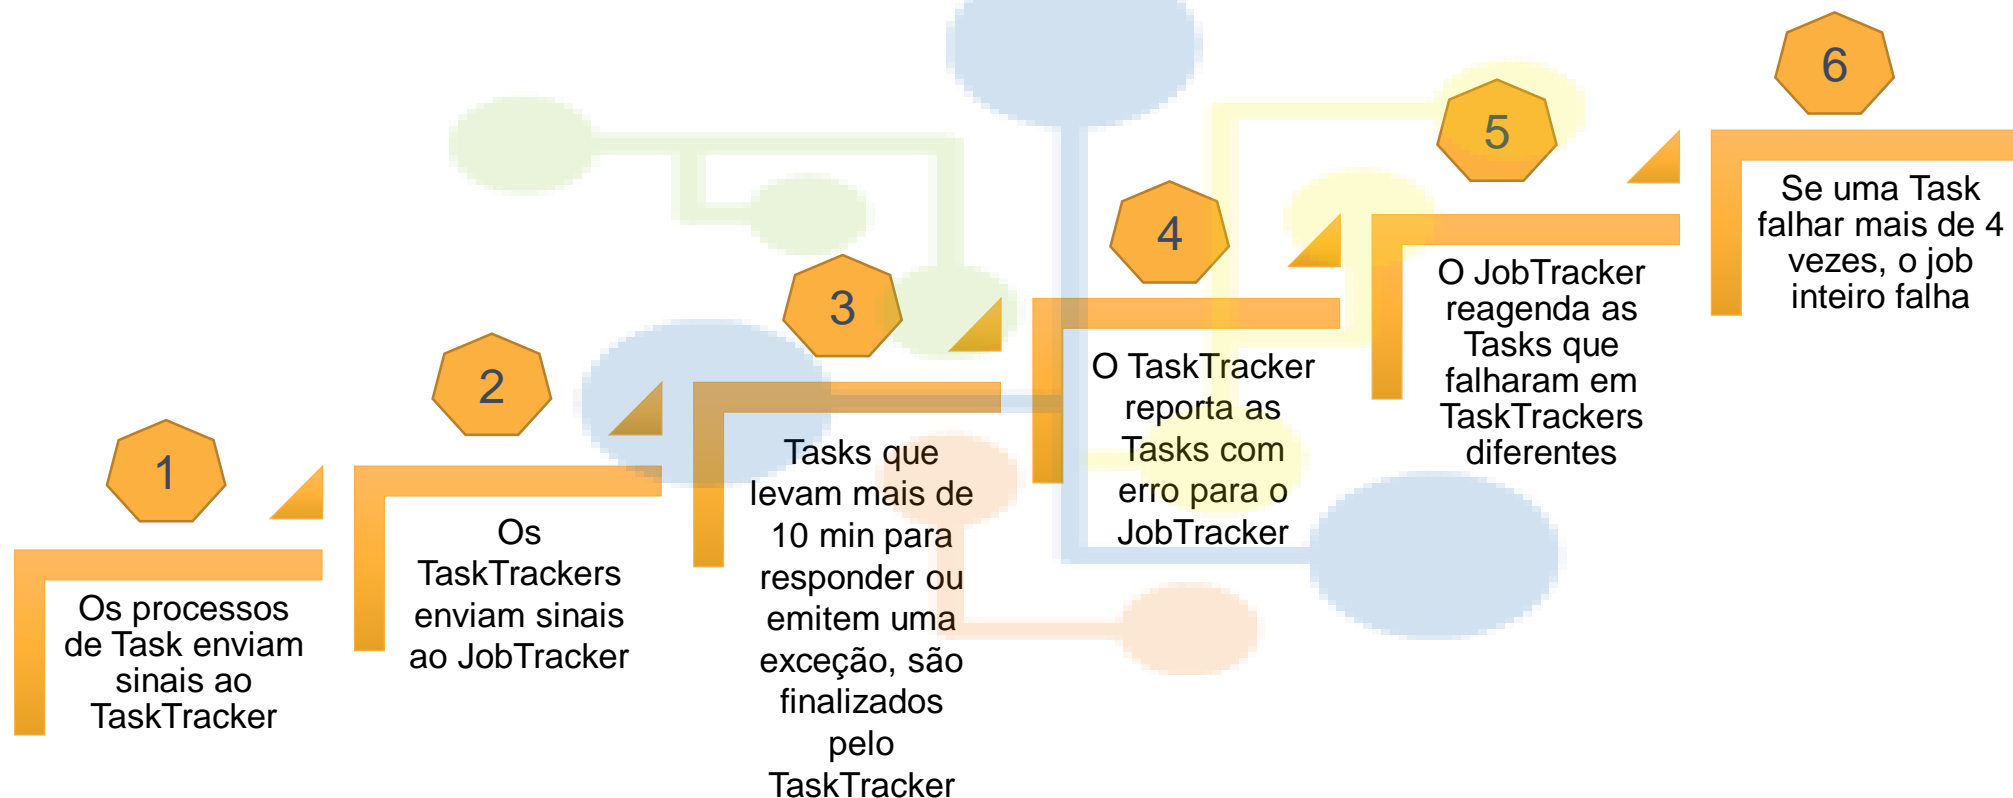 1
Os processos
de Task enviam
sinais ao
TaskTracker
2
Os
TaskTrackers
enviam sinais
ao JobTracker
3
Tasks que
levam mais de
10 min para
responder ou
emitem uma
exceção, são
finalizados
pelo
TaskTracker
4
O TaskTracker
reporta as
Tasks com
erro para o
JobTracker
5
O JobTracker
reagenda as
Tasks que
falharam em
TaskTrackers
diferentes
6
Se uma Task
falhar mais de 4
vezes, o job
inteiro falha